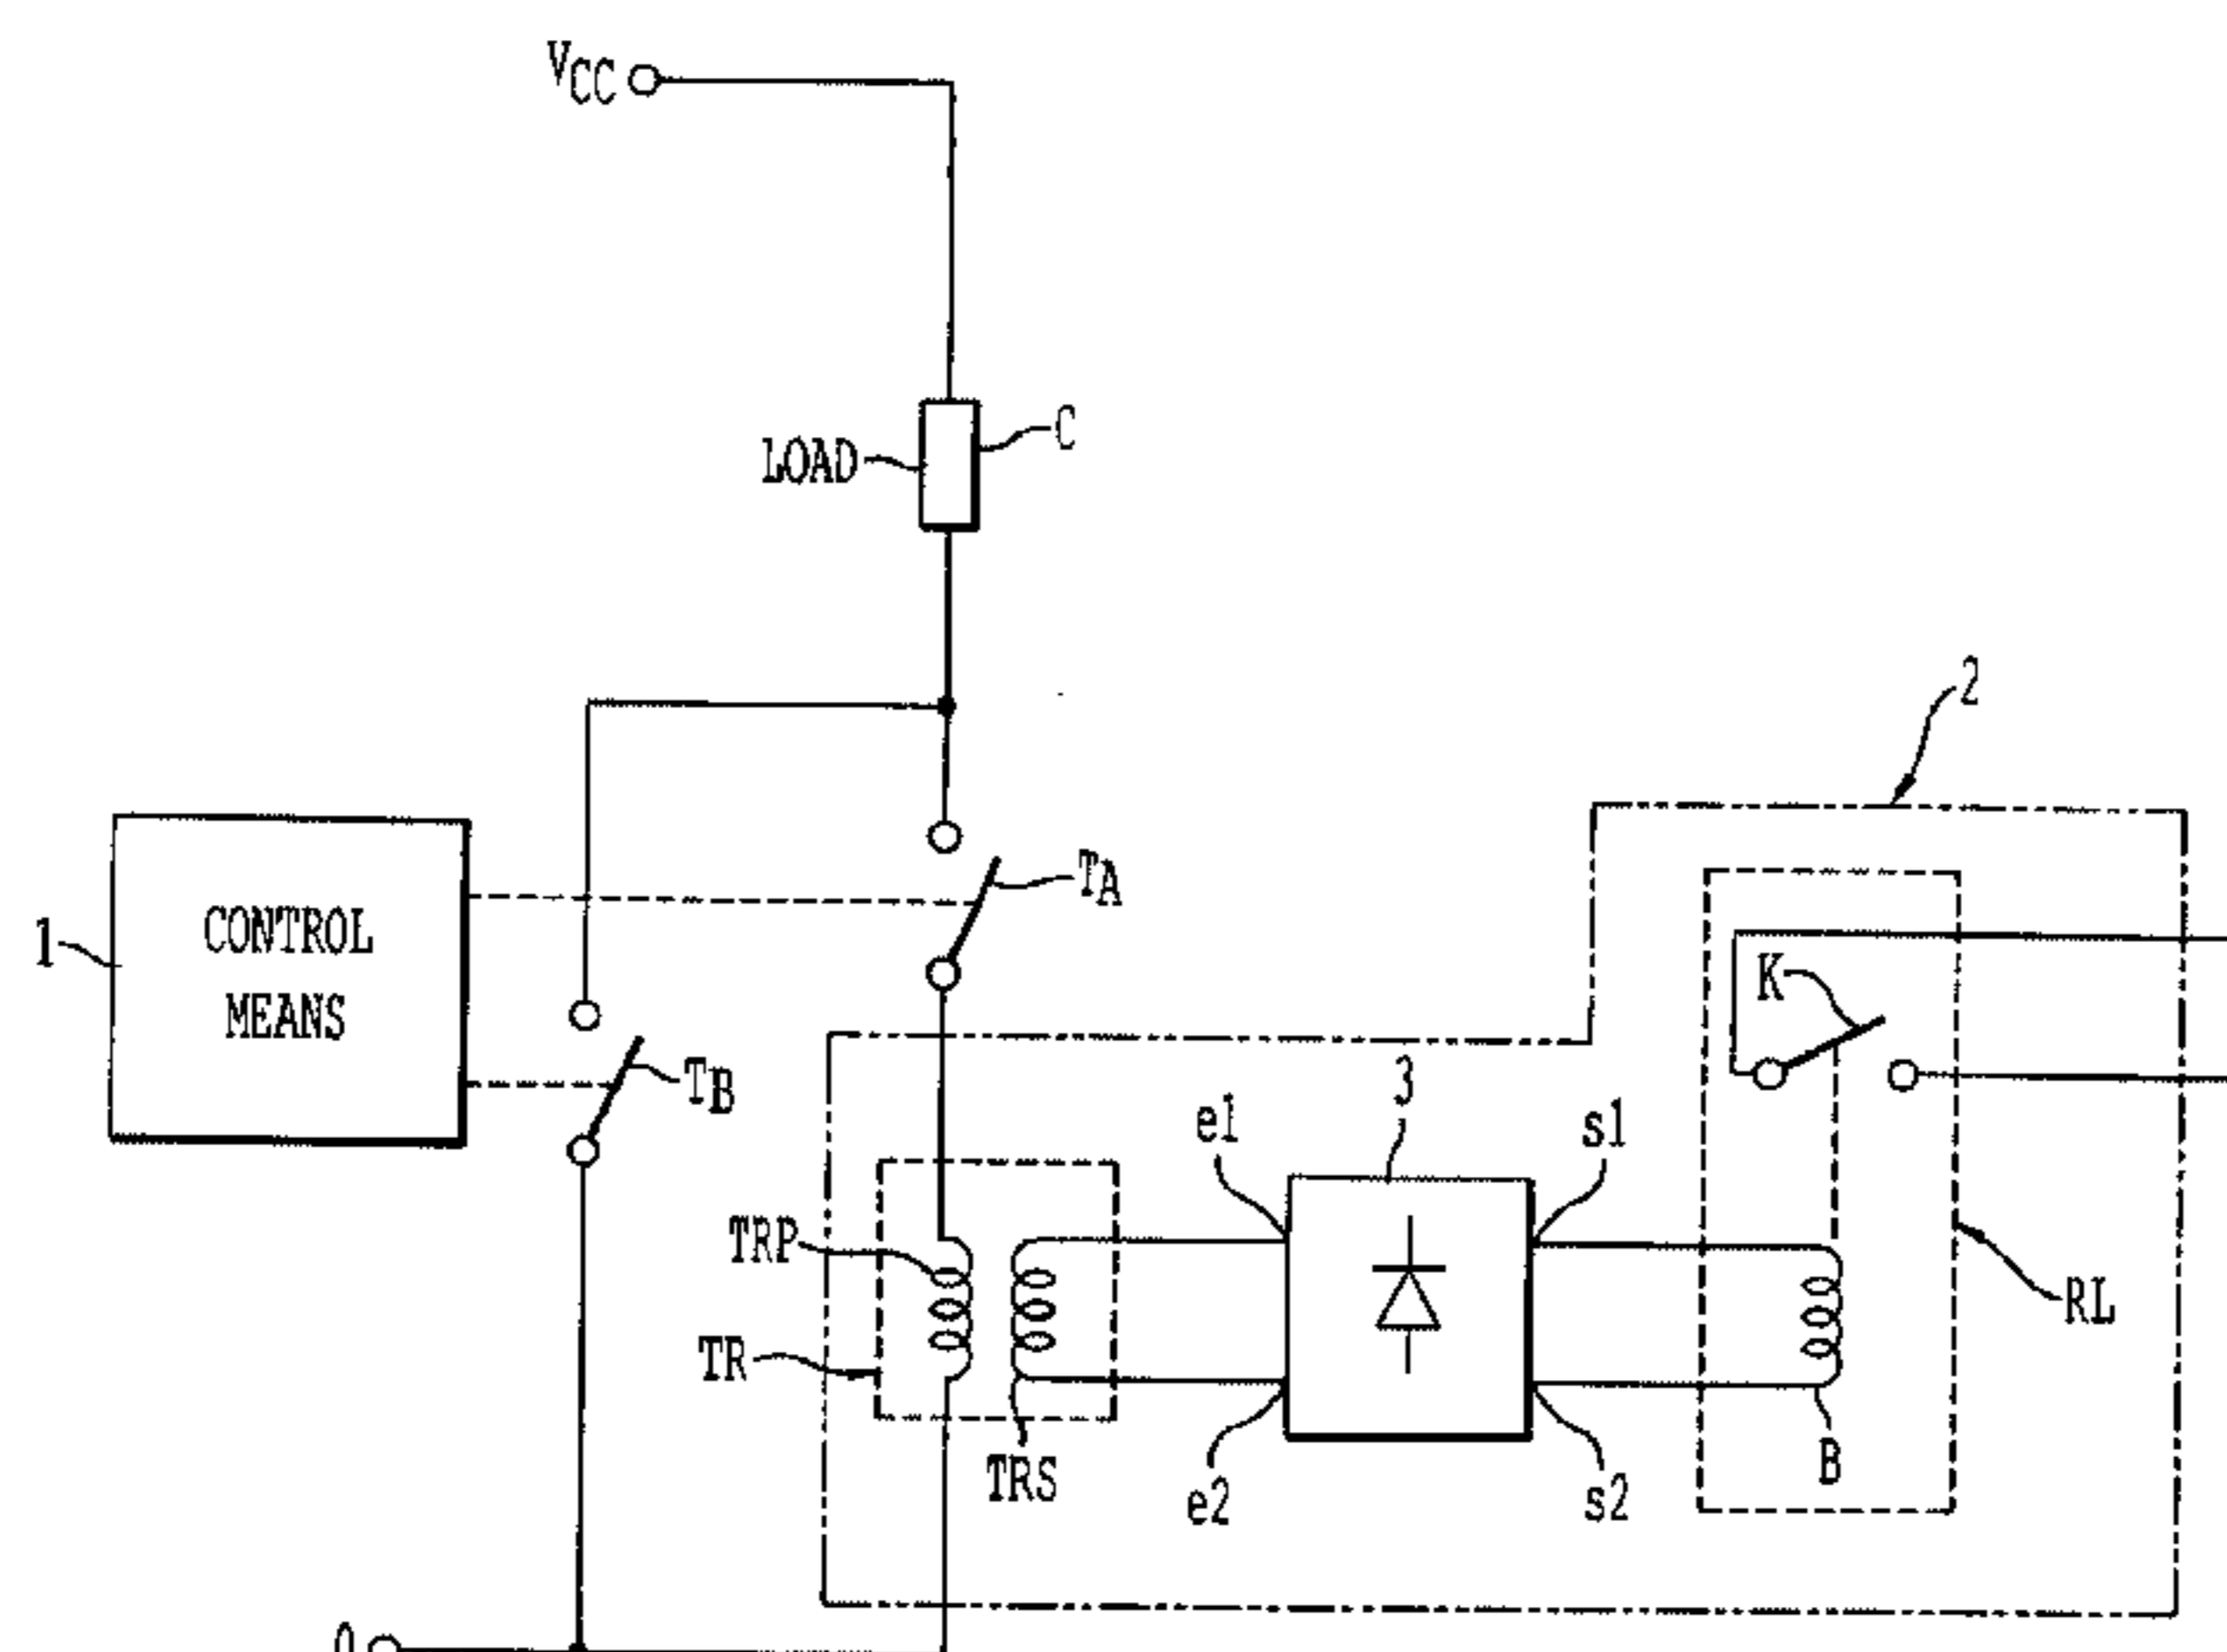 VCC
LOAD
C
2
1
CONTROL
MEANS
TA
TB
K
3
e1
s1
TRP
TR
TRS
e2
s2
RL
B
0